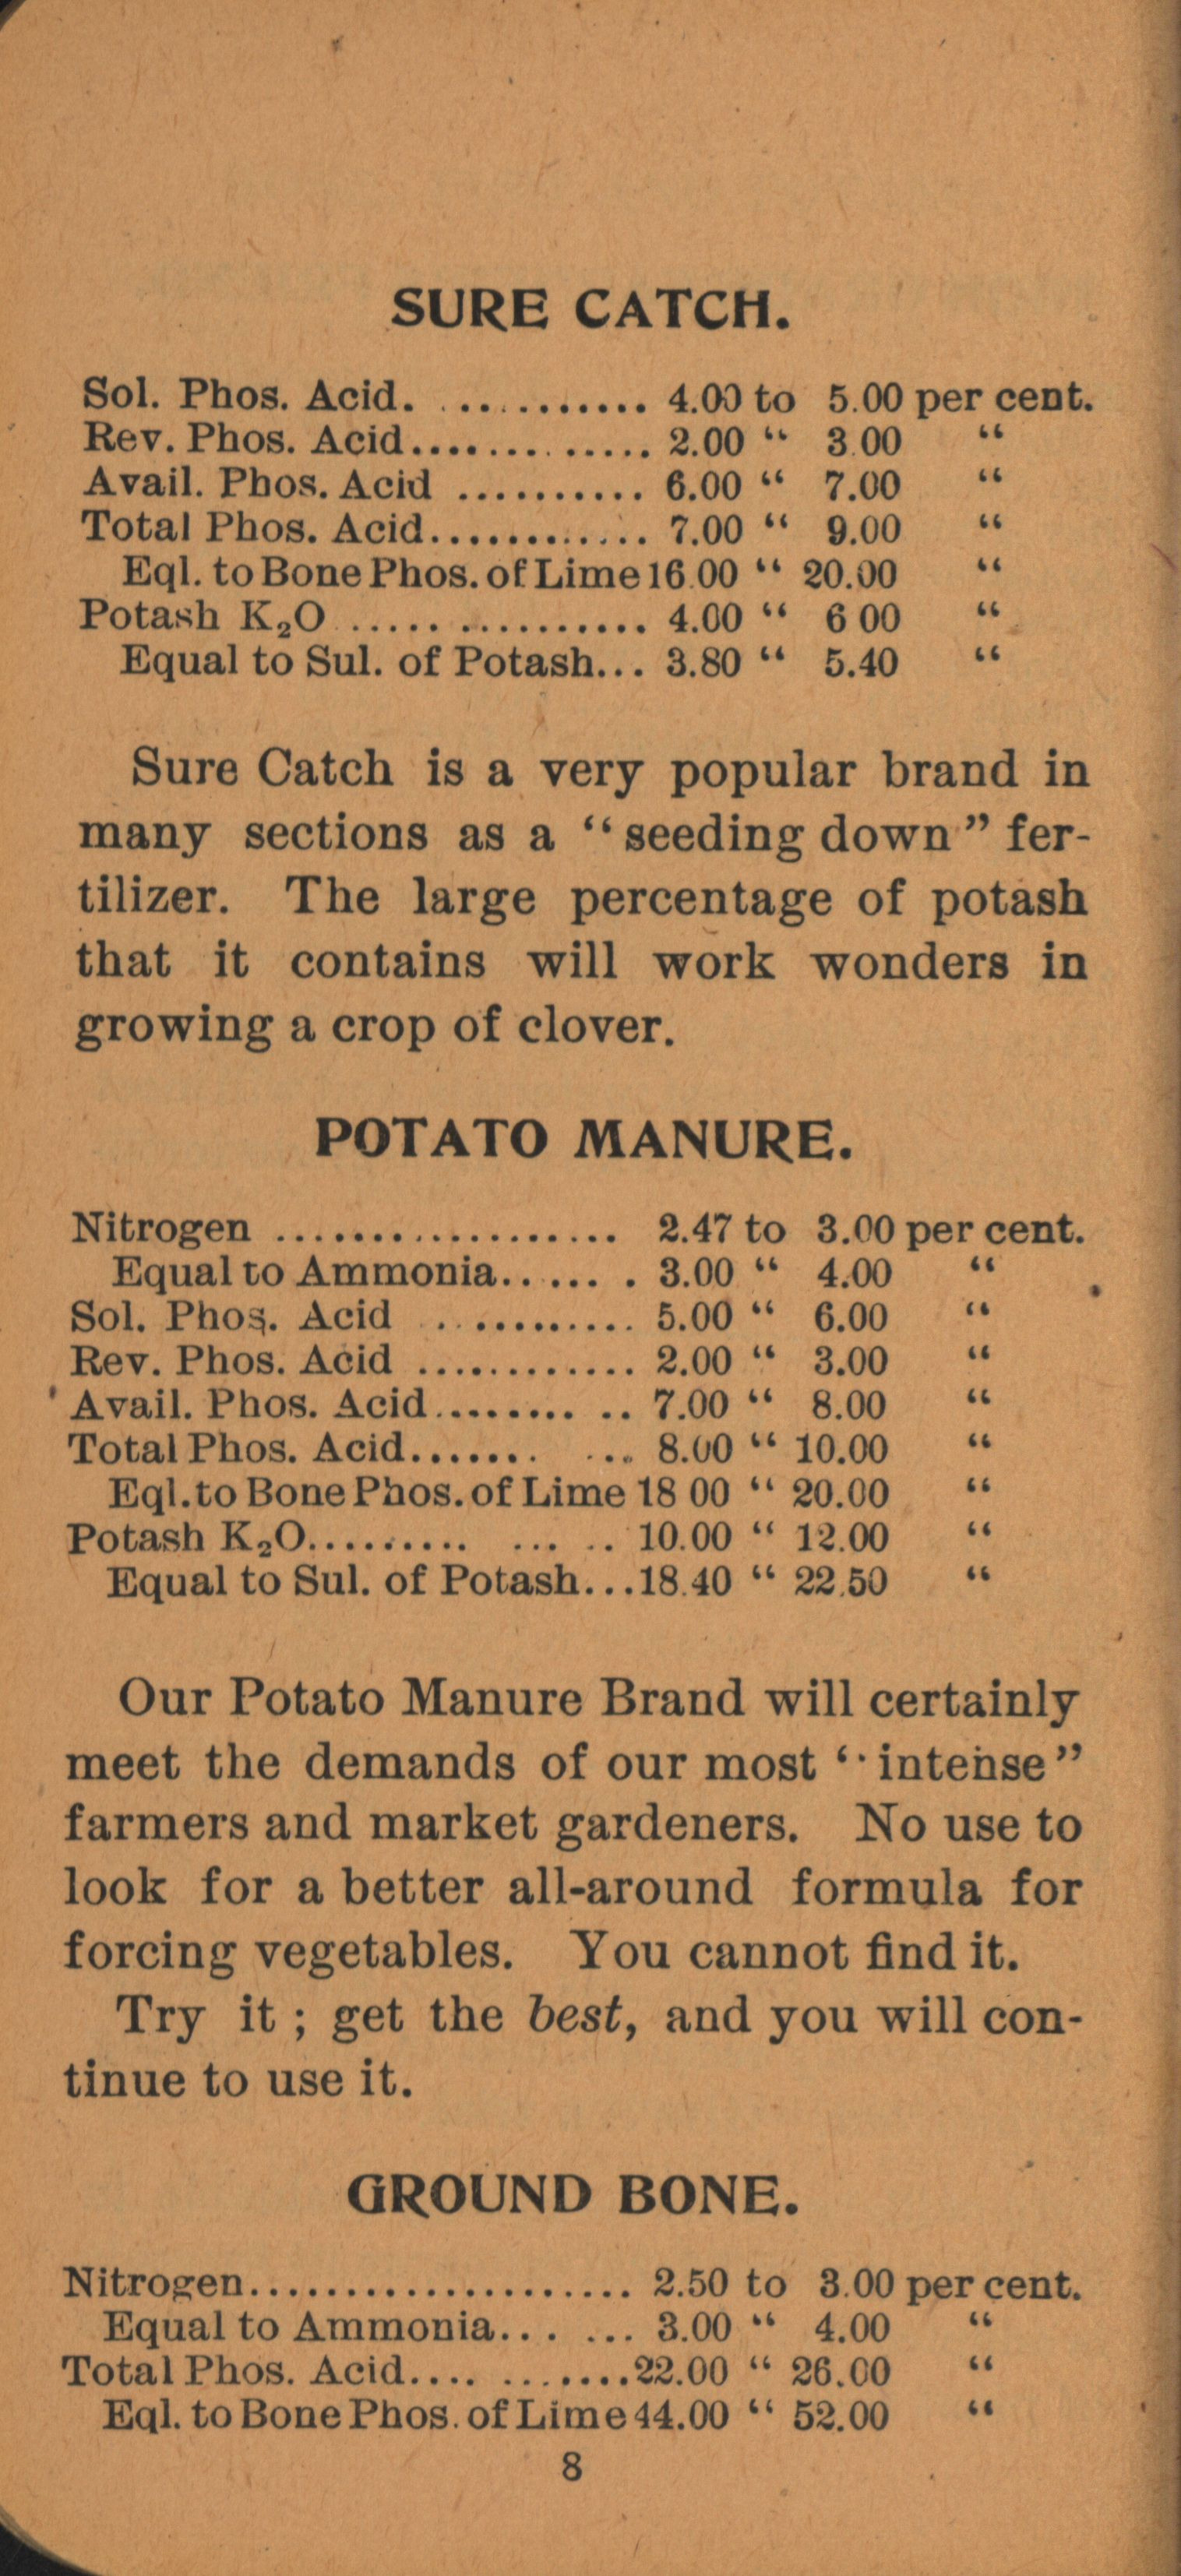 SURE CATCH.
Sol. Phos. Acid. ............ 4.00 to 5.00 per cent.
Rev. Phos. Acid.............. 2.00 “ 3.00 “
Avail. Phos. Acid ........... 6.00 “ 7.00 “
Total Phos. Acid............. 7.00 “ 9.00 “
Eql. to Bone Phos. of Lime 16.00 “ 20.00 “
Potash K₂O ................ 4.00 “ 6 00 “
Equal to Sul. of Potash... 3.80 “ 5.40 “
Sure Catch is a very popular brand in
many sections as a “seeding down” fer-
tilizer. The large percentage of potash
that it contains will work wonders in
growing a crop of clover.
POTATO MANURE.
Nitrogen .................. 2.47 to 3.00 per cent.
Equal to Ammonia...... . 3.00 “ 4.00 “
Sol. Phos. Acid ........... 5.00 “ 6.00 “
Rev. Phos. Acid ............ 2.00 “ 3.00 “
Avail. Phos. Acid........ .. 7.00 “ 8.00 “
Total Phos. Acid....... ... 8.00 “ 10.00 “
Eql. to Bone Phos. of Lime 18 00 “ 20.00 “
Potash K₂O......... ... .. 10.00 “ 12.00 “
Equal to Sul. of Potash...18.40 “ 22.50 “
Our Potato Manure Brand will certainly
meet the demands of our most “intense”
farmers and market gardeners. No use to
look for a better all-around formula for
forcing vegetables. You cannot find it.
Try it; get the best, and you will con-
tinue to use it.
GROUND BONE.
Nitrogen.................... 2.50 to 3.00 per cent.
Equal to Ammonia... ... 3.00 “ 4.00 “
Total Phos. Acid.... .......22.00 “ 26.00 “
Eql. to Bone Phos. of Lime 44.00 “ 52.00 “
8